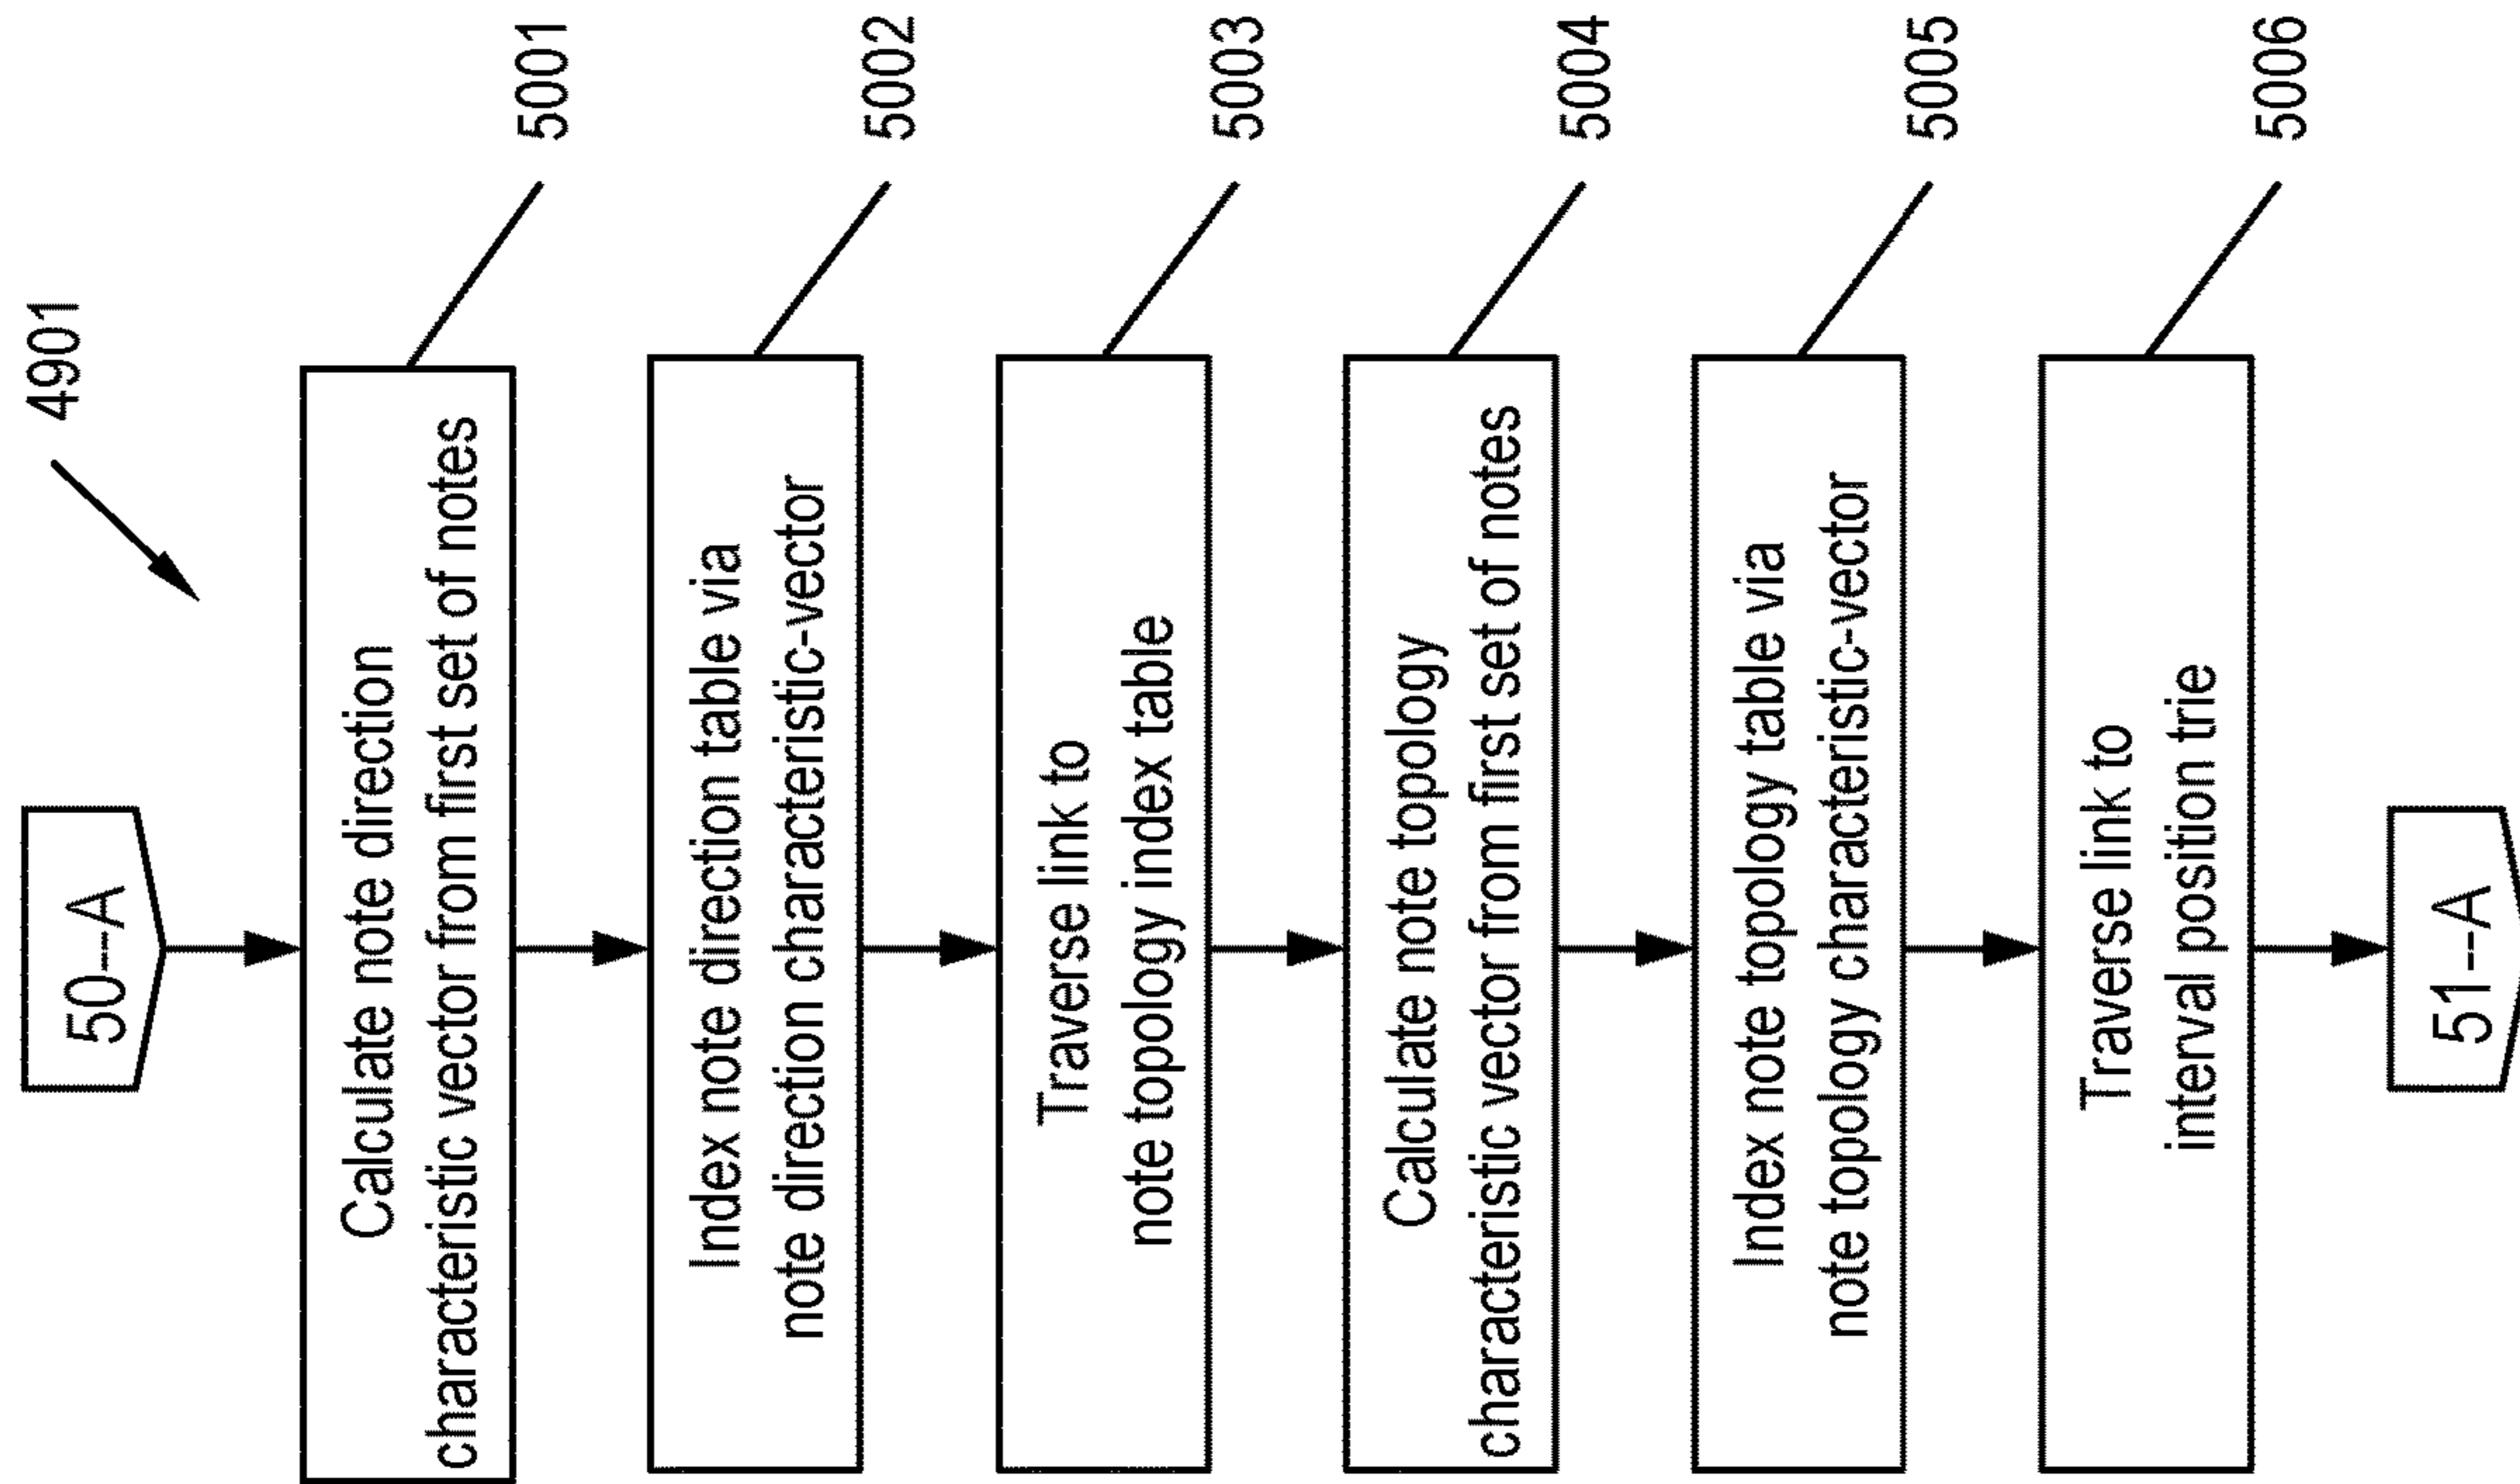 4901
50--A
Calculate note direction
characteristic vector from first set of notes
5001
Index note direction table via
note direction characteristic-vector
5002
Traverse link to
note topology index table
5003
Calculate note topology
characteristic vector from first set of notes
5004
Index note topology table via
note topology characteristic-vector
5005
Traverse link to
interval position trie
5006
51--A